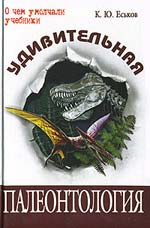 О чем умолчали
учебники
К. Ю. Еськов
УДИВИТЕЛЬНАЯ
ПАЛЕОНТОЛОГИЯ